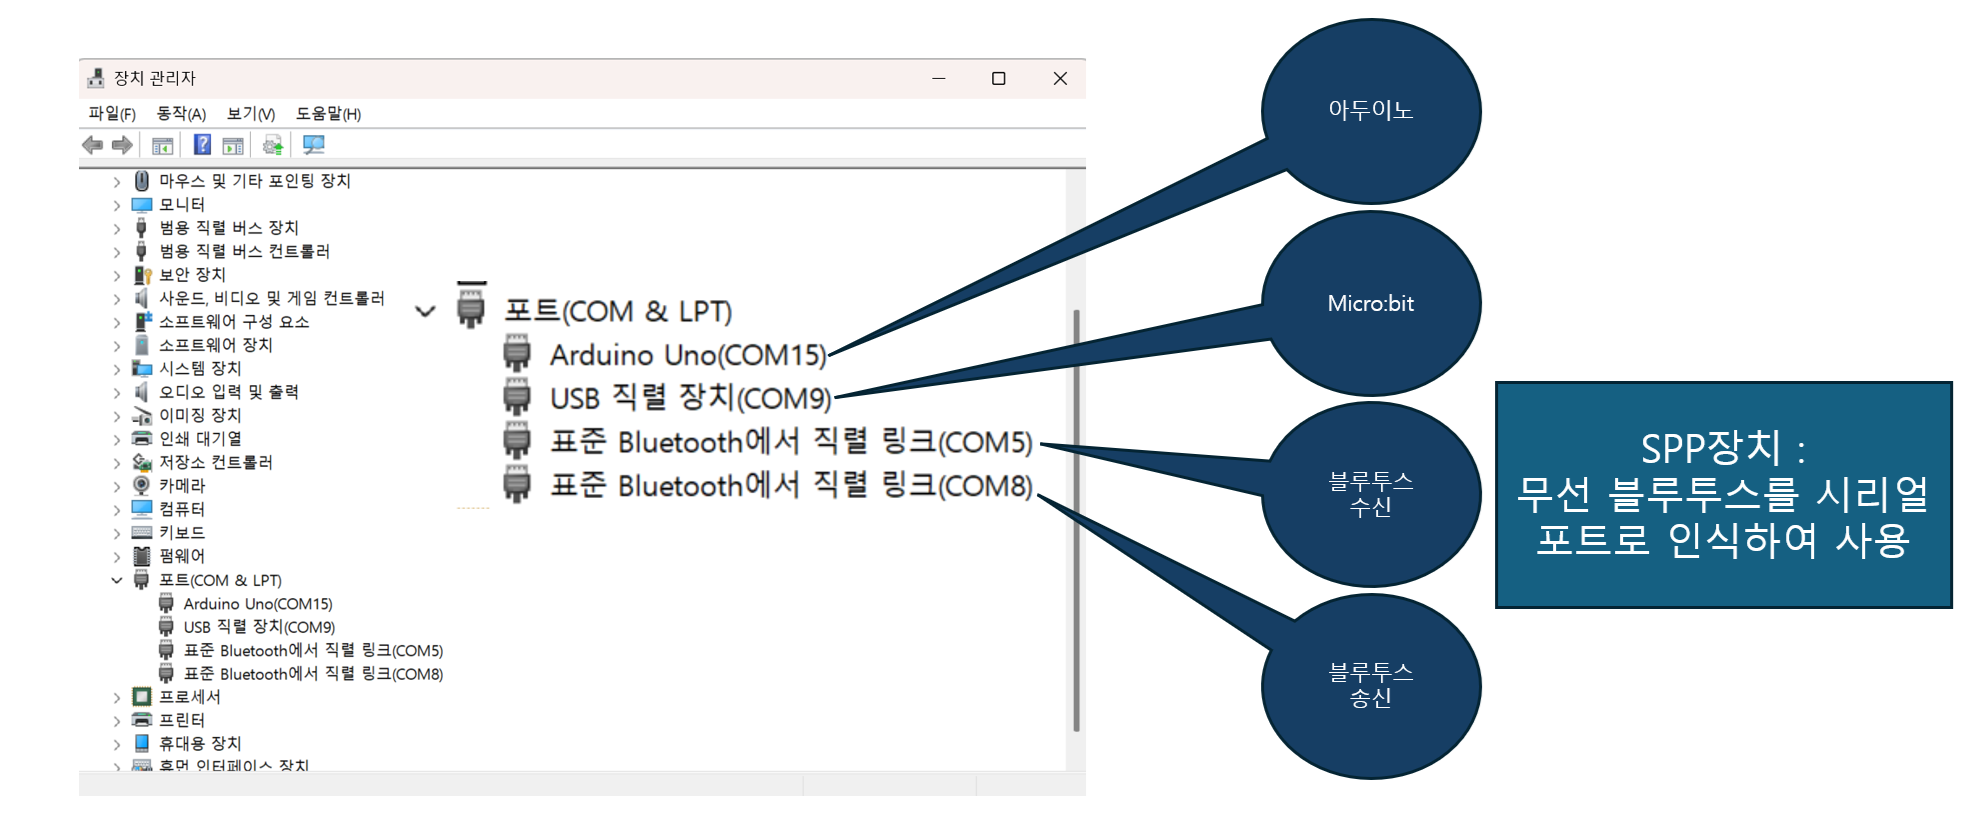 장치 관리자
파일(F) 동작(A) 보기(V) 도움말(H)
마우스 및 기타 포인팅 장치
모니터
범용 직렬 버스 장치
범용 직렬 버스 컨트롤러
보안 장치
사운드, 비디오 및 게임 컨트롤러
소프트웨어 구성 요소
소프트웨어 장치
시스템 장치
오디오 입력 및 출력
이미징 장치
인쇄 대기열
저장소 컨트롤러
카메라
컴퓨터
키보드
펌웨어
포트(COM & LPT)
Arduino Uno(COM15)
USB 직렬 장치(COM9)
표준 Bluetooth에서 직렬 링크(COM5)
표준 Bluetooth에서 직렬 링크(COM8)
프로세서
프린터
휴대용 장치
휴먼 인터페이스 장치
포트(COM & LPT)
Arduino Uno(COM15)
USB 직렬 장치(COM9)
표준 Bluetooth에서 직렬 링크(COM5)
표준 Bluetooth에서 직렬 링크(COM8)
아두이노
Micro:bit
블루투스
수신
블루투스
송신
SPP장치 :
무선 블루투스를 시리얼
포트로 인식하여 사용